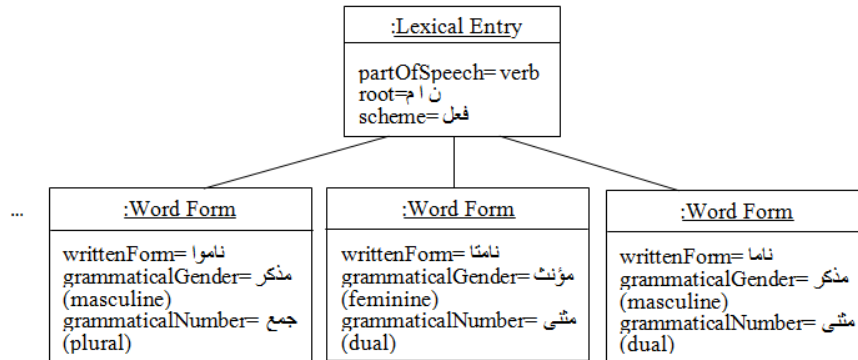 :Lexical Entry
partOfSpeech= verb
root= ن ا م
scheme= فعل
...
:Word Form
writtenForm= ناموا
grammaticalGender= مذكر
(masculine)
grammaticalNumber= جمع
(plural)
:Word Form
writtenForm= نامتا
grammaticalGender= مؤنث
(feminine)
grammaticalNumber= مثنى
(dual)
:Word Form
writtenForm= ناما
grammaticalGender= مذكر
(masculine)
grammaticalNumber= مثنى
(dual)